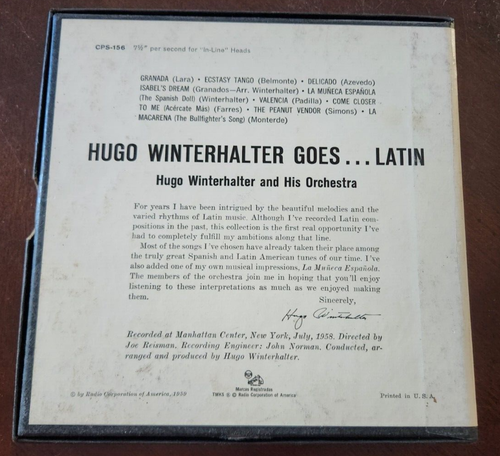 CPS-156 7½" per second for "In-Line" Heads
GRANADA (Lara) • ECSTASY TANGO (Belmonte) • DELICADO (Azevedo)
ISABEL'S DREAM (Granados—Arr. Winterhalter) • LA MUÑECA ESPAÑOLA
(The Spanish Doll) (Winterhalter) • VALENCIA (Padilla) • COME CLOSER
TO ME (Acércate Más) (Farres) • THE PEANUT VENDOR (Simons) • LA
MACARENA (The Bullfighter's Song) (Monterde)
HUGO WINTERHALTER GOES... LATIN
Hugo Winterhalter and His Orchestra
For years I have been intrigued by the beautiful melodies and the
varied rhythms of Latin music. Although I've recorded Latin com-
positions in the past, this collection is the first real opportunity I've
had to completely fulfill my ambitions along that line.
Most of the songs I've chosen have already taken their place among
the truly great Spanish and Latin American tunes of our time. I've
also added one of my own musical impressions, La Muñeca Española.
The members of the orchestra join me in hoping that you'll enjoy
listening to these interpretations as much as we enjoyed making
them. Sincerely,
Hugo Winterhalter
Recorded at Manhattan Center, New York, July, 1958. Directed by
Joe Reisman. Recording Engineer: John Norman. Conducted, ar-
ranged and produced by Hugo Winterhalter.
Marcas Registradas
TMKS ® © Radio Corporation of America
© by Radio Corporation of America, 1959
Printed in U. S. A.